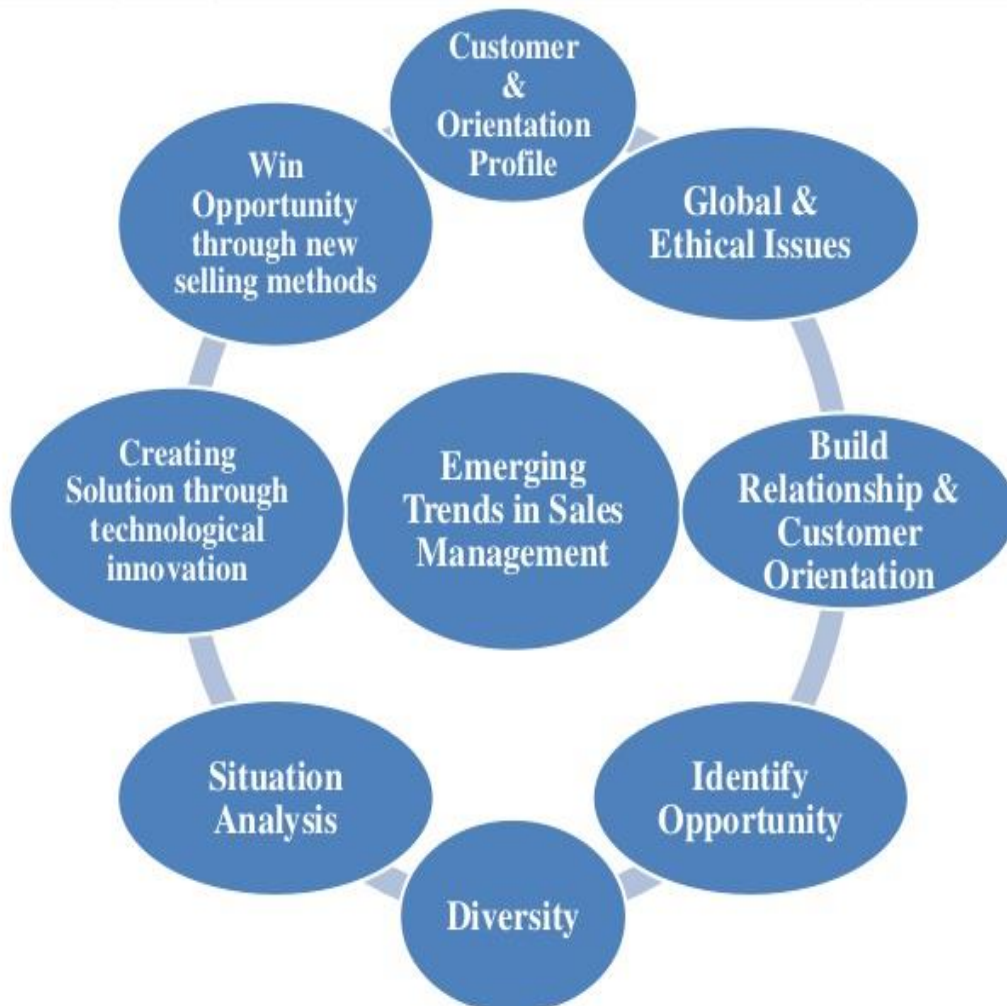 Customer
&
Orientation
Profile
Global &
Ethical Issues
Build
Relationship &
Customer
Orientation
Identify
Opportunity
Diversity
Situation
Analysis
Creating
Solution through
technological
innovation
Win
Opportunity
through new
selling methods
Emerging
Trends in Sales
Management